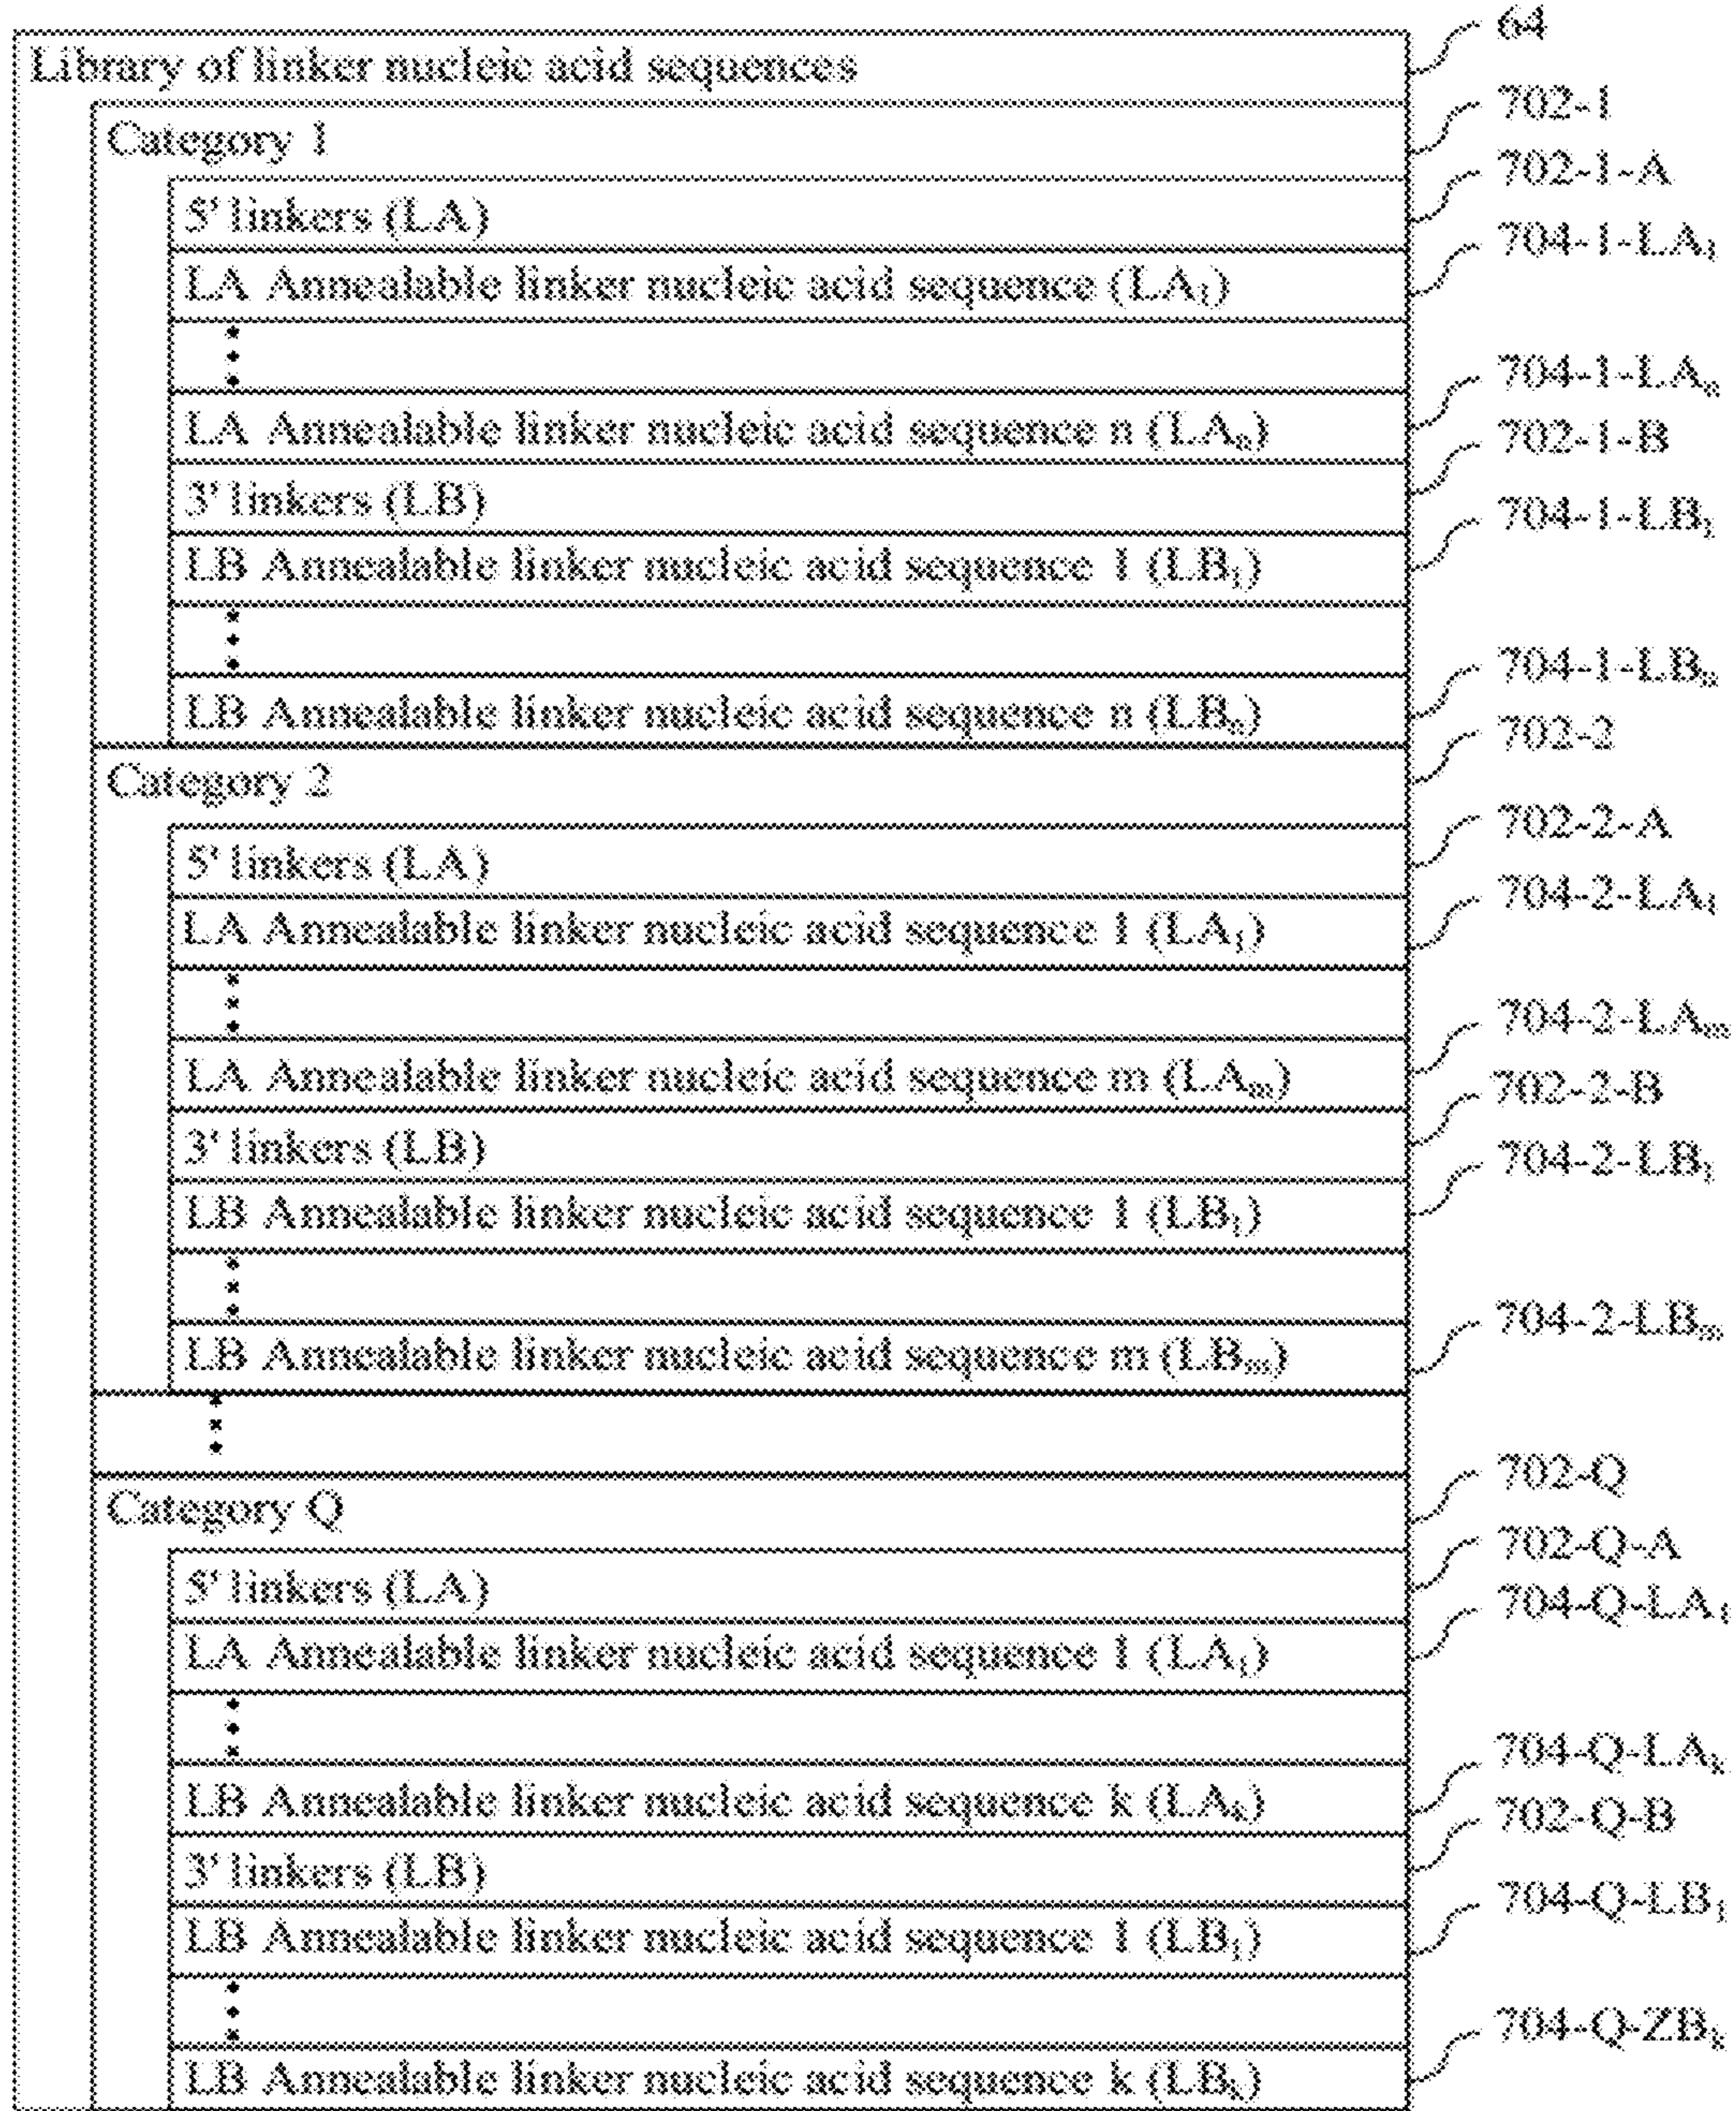 Library of linker nucleic acid sequences 64
Category 1 702-1
5' linkers (LA) 702-1-A
LA Annealable linker nucleic acid sequence (LA₁) 704-1-LA₁
LA Annealable linker nucleic acid sequence n (LAₙ) 704-1-LAₙ
3' linkers (LB) 702-1-B
LB Annealable linker nucleic acid sequence 1 (LB₁) 704-1-LB₁
LB Annealable linker nucleic acid sequence n (LBₙ) 704-1-LBₙ
Category 2 702-2
5' linkers (LA) 702-2-A
LA Annealable linker nucleic acid sequence 1 (LA₁) 704-2-LA₁
LA Annealable linker nucleic acid sequence m (LAₘ) 704-2-LAₘ
3' linkers (LB) 702-2-B
LB Annealable linker nucleic acid sequence 1 (LB₁) 704-2-LB₁
LB Annealable linker nucleic acid sequence m (LBₘ) 704-2-LBₘ
Category Q 702-Q
5' linkers (LA) 702-Q-A
LA Annealable linker nucleic acid sequence 1 (LA₁) 704-Q-LA₁
LB Annealable linker nucleic acid sequence k (LAₖ) 704-Q-LAₖ
3' linkers (LB) 702-Q-B
LB Annealable linker nucleic acid sequence 1 (LB₁) 704-Q-LB₁
LB Annealable linker nucleic acid sequence k (LBₖ) 704-Q-ZBₖ